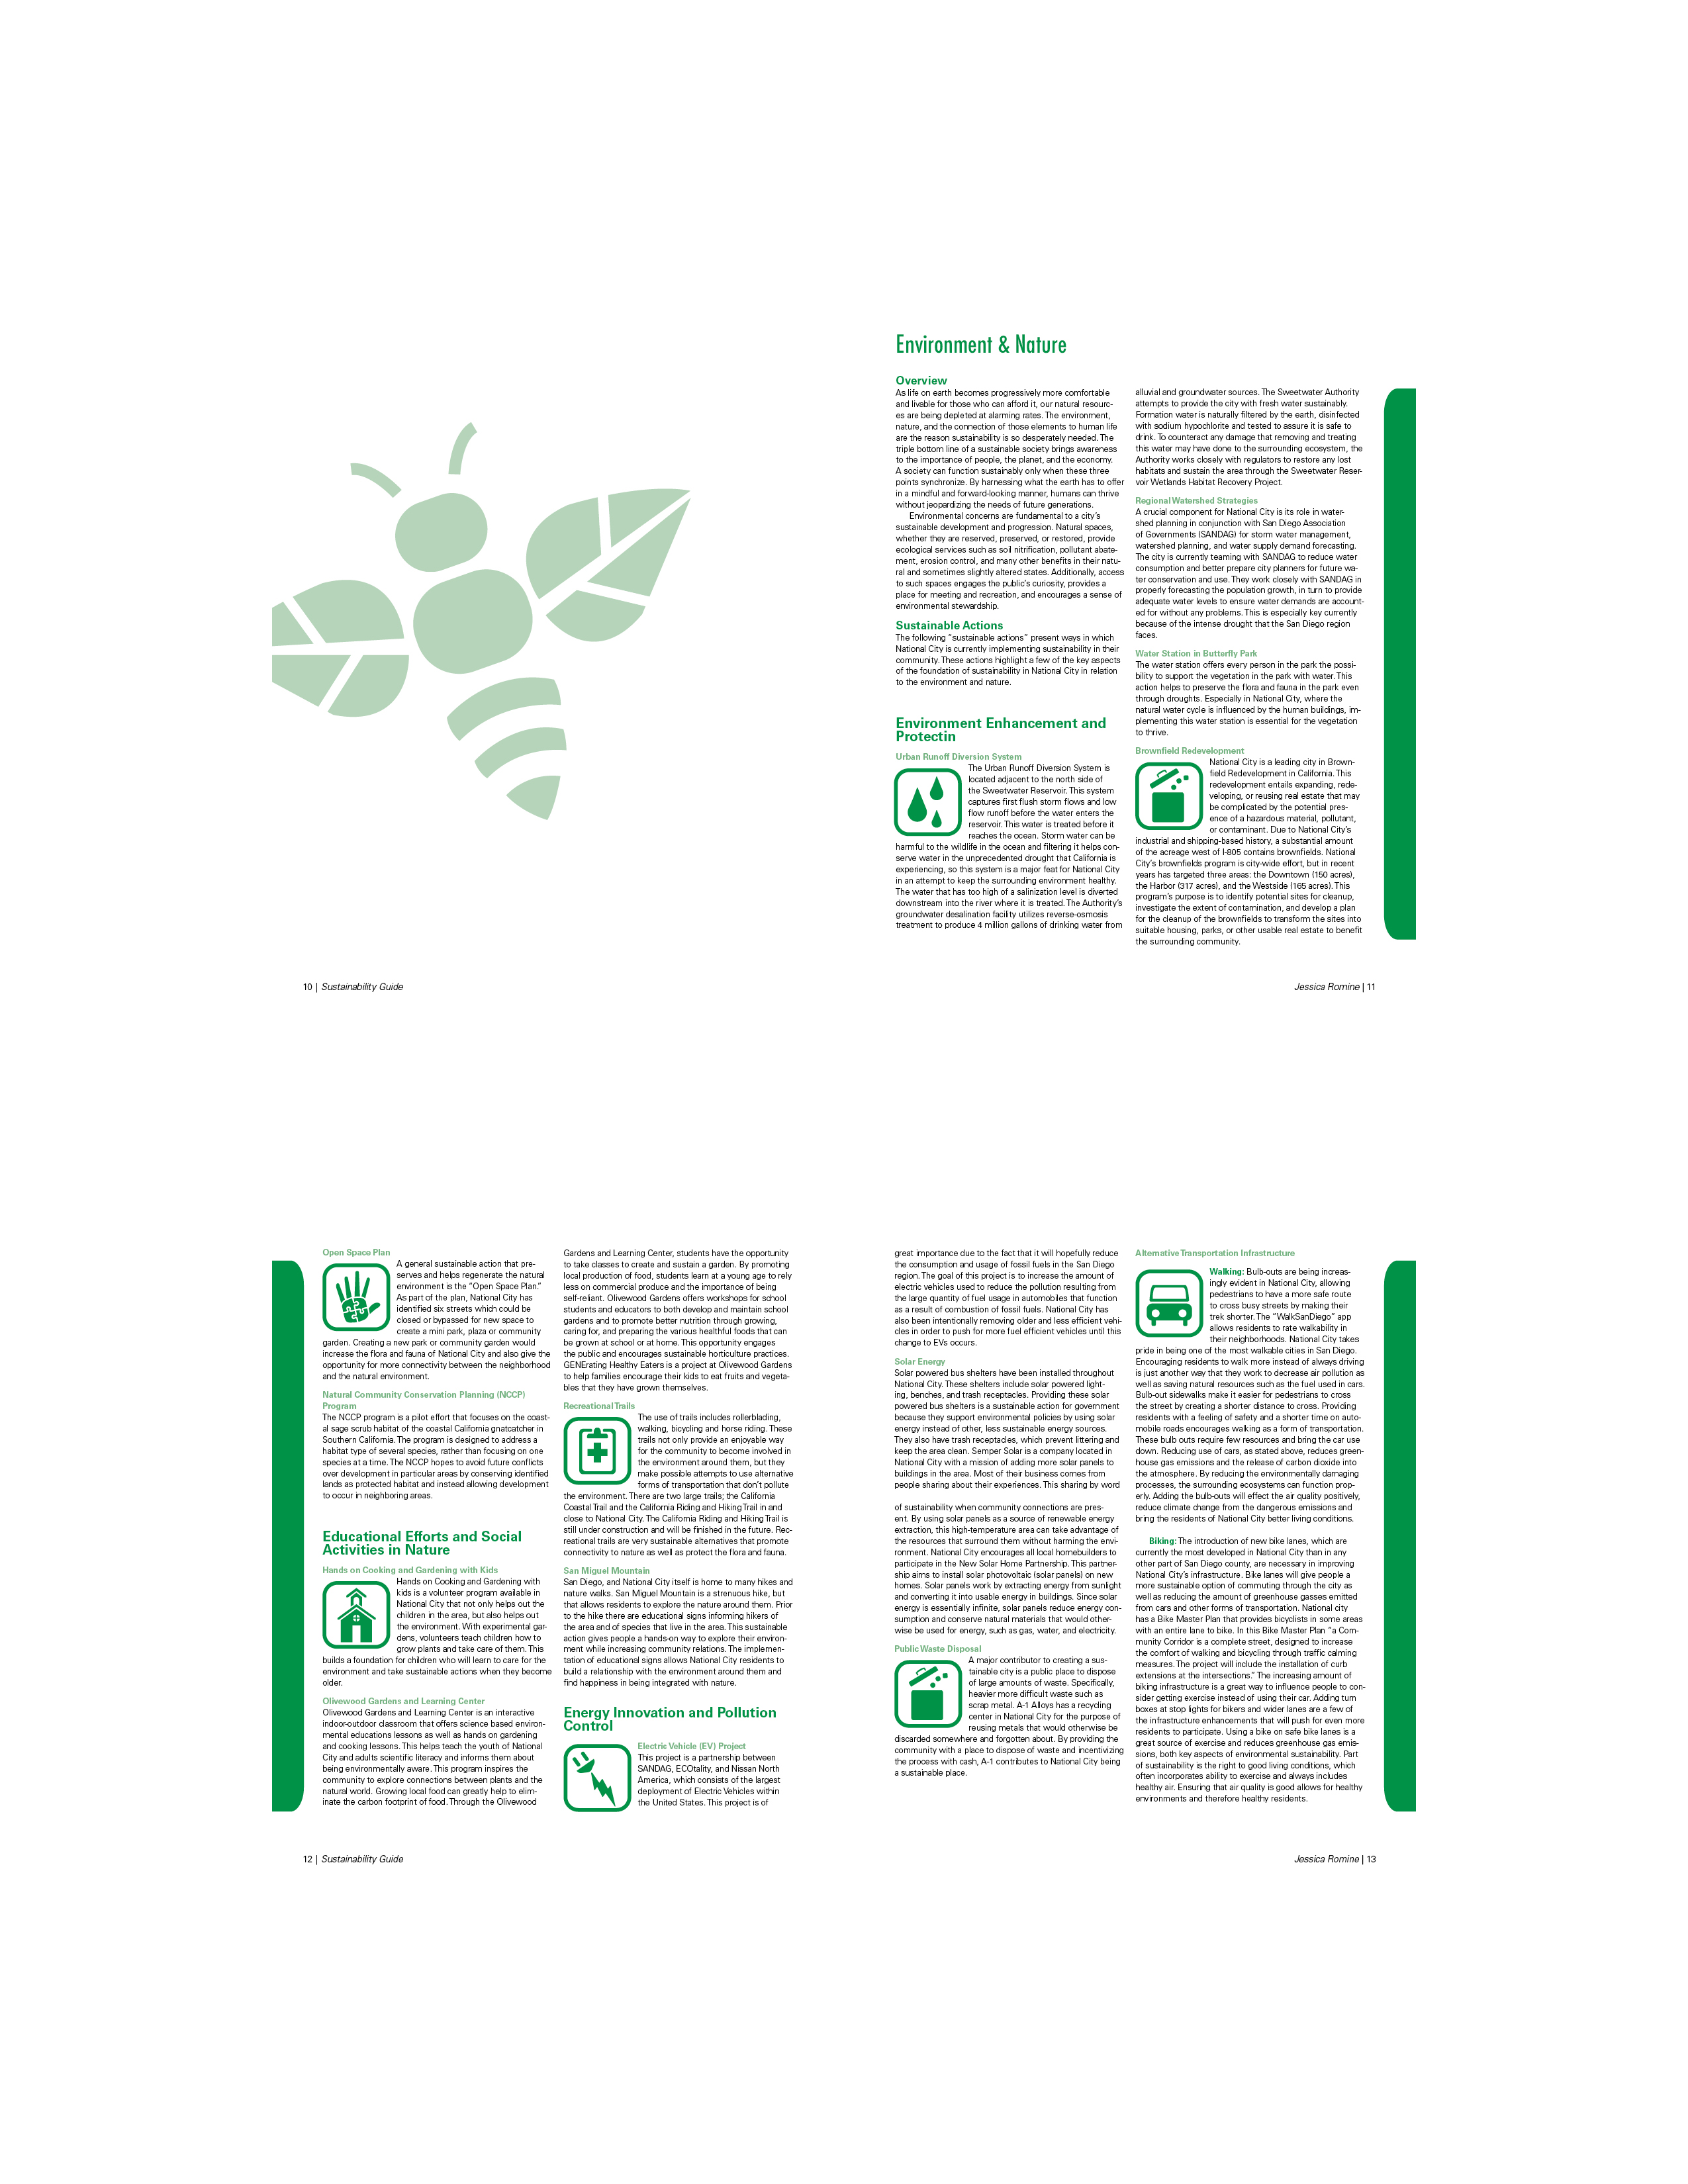 10 | Sustainability Guide
Environment & Nature
Overview
As life on earth becomes progressively more comfortable
and livable for those who can afford it, our natural resourc-
es are being depleted at alarming rates. The environment,
nature, and the connection of those elements to human life
are the reason sustainability is so desperately needed. The
triple bottom line of a sustainable society brings awareness
to the importance of people, the planet, and the economy.
A society can function sustainably only when these three
points synchronize. By harnessing what the earth has to offer
in a mindful and forward-looking manner, humans can thrive
without jeopardizing the needs of future generations.
Environmental concerns are fundamental to a city's
sustainable development and progression. Natural spaces,
whether they are reserved, preserved, or restored, provide
ecological services such as soil nitrification, pollutant abate-
ment, erosion control, and many other benefits in their natu-
ral and sometimes slightly altered states. Additionally, access
to such spaces engages the public's curiosity, provides a
place for meeting and recreation, and encourages a sense of
environmental stewardship.
Sustainable Actions
The following "sustainable actions" present ways in which
National City is currently implementing sustainability in their
community. These actions highlight a few of the key aspects
of the foundation of sustainability in National City in relation
to the environment and nature.
Environment Enhancement and
Protectin
Urban Runoff Diversion System
The Urban Runoff Diversion System is
located adjacent to the north side of
the Sweetwater Reservoir. This system
captures first flush storm flows and low
flow runoff before the water enters the
reservoir. This water is treated before it
reaches the ocean. Storm water can be
harmful to the wildlife in the ocean and filtering it helps con-
serve water in the unprecedented drought that California is
experiencing, so this system is a major feat for National City
in an attempt to keep the surrounding environment healthy.
The water that has too high of a salinization level is diverted
downstream into the river where it is treated. The Authority's
groundwater desalination facility utilizes reverse-osmosis
treatment to produce 4 million gallons of drinking water from
alluvial and groundwater sources. The Sweetwater Authority
attempts to provide the city with fresh water sustainably.
Formation water is naturally filtered by the earth, disinfected
with sodium hypochlorite and tested to assure it is safe to
drink. To counteract any damage that removing and treating
this water may have done to the surrounding ecosystem, the
Authority works closely with regulators to restore any lost
habitats and sustain the area through the Sweetwater Reser-
voir Wetlands Habitat Recovery Project.
Regional Watershed Strategies
A crucial component for National City is its role in water-
shed planning in conjunction with San Diego Association
of Governments (SANDAG) for storm water management,
watershed planning, and water supply demand forecasting.
The city is currently teaming with SANDAG to reduce water
consumption and better prepare city planners for future wa-
ter conservation and use. They work closely with SANDAG in
properly forecasting the population growth, in turn to provide
adequate water levels to ensure water demands are account-
ed for without any problems. This is especially key currently
because of the intense drought that the San Diego region
faces.
Water Station in Butterfly Park
The water station offers every person in the park the possi-
bility to support the vegetation in the park with water. This
action helps to preserve the flora and fauna in the park even
through droughts. Especially in National City, where the
natural water cycle is influenced by the human buildings, im-
plementing this water station is essential for the vegetation
to thrive.
Brownfield Redevelopment
National City is a leading city in Brown-
field Redevelopment in California. This
redevelopment entails expanding, rede-
veloping, or reusing real estate that may
be complicated by the potential pres-
ence of a hazardous material, pollutant,
or contaminant. Due to National City's
industrial and shipping-based history, a substantial amount
of the acreage west of I-805 contains brownfields. National
City's brownfields program is city-wide effort, but in recent
years has targeted three areas: the Downtown (150 acres),
the Harbor (317 acres), and the Westside (165 acres). This
program's purpose is to identify potential sites for cleanup,
investigate the extent of contamination, and develop a plan
for the cleanup of the brownfields to transform the sites into
suitable housing, parks, or other usable real estate to benefit
the surrounding community.
Jessica Romine | 11
Open Space Plan
A general sustainable action that pre-
serves and helps regenerate the natural
environment is the "Open Space Plan."
As part of the plan, National City has
identified six streets which could be
closed or bypassed for new space to
create a mini park, plaza or community
garden. Creating a new park or community garden would
increase the flora and fauna of National City and also give the
opportunity for more connectivity between the neighborhood
and the natural environment.
Natural Community Conservation Planning (NCCP)
Program
The NCCP program is a pilot effort that focuses on the coast-
al sage scrub habitat of the coastal California gnatcatcher in
Southern California. The program is designed to address a
habitat type of several species, rather than focusing on one
species at a time. The NCCP hopes to avoid future conflicts
over development in particular areas by conserving identified
lands as protected habitat and instead allowing development
to occur in neighboring areas.
Educational Efforts and Social
Activities in Nature
Hands on Cooking and Gardening with Kids
Hands on Cooking and Gardening with
kids is a volunteer program available in
National City that not only helps out the
children in the area, but also helps out
the environment. With experimental gar-
dens, volunteers teach children how to
grow plants and take care of them. This
builds a foundation for children who will learn to care for the
environment and take sustainable actions when they become
older.
Olivewood Gardens and Learning Center
Olivewood Gardens and Learning Center is an interactive
indoor-outdoor classroom that offers science based environ-
mental educations lessons as well as hands on gardening
and cooking lessons. This helps teach the youth of National
City and adults scientific literacy and informs them about
being environmentally aware. This program inspires the
community to explore connections between plants and the
natural world. Growing local food can greatly help to elim-
inate the carbon footprint of food. Through the Olivewood
Gardens and Learning Center, students have the opportunity
to take classes to create and sustain a garden. By promoting
local production of food, students learn at a young age to rely
less on commercial produce and the importance of being
self-reliant. Olivewood Gardens offers workshops for school
students and educators to both develop and maintain school
gardens and to promote better nutrition through growing,
caring for, and preparing the various healthful foods that can
be grown at school or at home. This opportunity engages
the public and encourages sustainable horticulture practices.
GENErating Healthy Eaters is a project at Olivewood Gardens
to help families encourage their kids to eat fruits and vegeta-
bles that they have grown themselves.
Recreational Trails
The use of trails includes rollerblading,
walking, bicycling and horse riding. These
trails not only provide an enjoyable way
for the community to become involved in
the environment around them, but they
make possible attempts to use alternative
forms of transportation that don't pollute
the environment. There are two large trails; the California
Coastal Trail and the California Riding and Hiking Trail in and
close to National City. The California Riding and Hiking Trail is
still under construction and will be finished in the future. Rec-
reational trails are very sustainable alternatives that promote
connectivity to nature as well as protect the flora and fauna.
San Miguel Mountain
San Diego, and National City itself is home to many hikes and
nature walks. San Miguel Mountain is a strenuous hike, but
that allows residents to explore the nature around them. Prior
to the hike there are educational signs informing hikers of
the area and of species that live in the area. This sustainable
action gives people a hands-on way to explore their environ-
ment while increasing community relations. The implemen-
tation of educational signs allows National City residents to
build a relationship with the environment around them and
find happiness in being integrated with nature.
Energy Innovation and Pollution
Control
Electric Vehicle (EV) Project
This project is a partnership between
SANDAG, ECOtality, and Nissan North
America, which consists of the largest
deployment of Electric Vehicles within
the United States. This project is of
12 | Sustainability Guide
great importance due to the fact that it will hopefully reduce
the consumption and usage of fossil fuels in the San Diego
region. The goal of this project is to increase the amount of
electric vehicles used to reduce the pollution resulting from
the large quantity of fuel usage in automobiles that function
as a result of combustion of fossil fuels. National City has
also been intentionally removing older and less efficient vehi-
cles in order to push for more fuel efficient vehicles until this
change to EVs occurs.
Solar Energy
Solar powered bus shelters have been installed throughout
National City. These shelters include solar powered light-
ing, benches, and trash receptacles. Providing these solar
powered bus shelters is a sustainable action for government
because they support environmental policies by using solar
energy instead of other, less sustainable energy sources.
They also have trash receptacles, which prevent littering and
keep the area clean. Semper Solar is a company located in
National City with a mission of adding more solar panels to
buildings in the area. Most of their business comes from
people sharing about their experiences. This sharing by word
of sustainability when community connections are pres-
ent. By using solar panels as a source of renewable energy
extraction, this high-temperature area can take advantage of
the resources that surround them without harming the envi-
ronment. National City encourages all local homebuilders to
participate in the New Solar Home Partnership. This partner-
ship aims to install solar photovoltaic (solar panels) on new
homes. Solar panels work by extracting energy from sunlight
and converting it into usable energy in buildings. Since solar
energy is essentially infinite, solar panels reduce energy con-
sumption and conserve natural materials that would other-
wise be used for energy, such as gas, water, and electricity.
Public Waste Disposal
A major contributor to creating a sus-
tainable city is a public place to dispose
of large amounts of waste. Specifically,
heavier more difficult waste such as
scrap metal. A-1 Alloys has a recycling
center in National City for the purpose of
reusing metals that would otherwise be
discarded somewhere and forgotten about. By providing the
community with a place to dispose of waste and incentivizing
the process with cash, A-1 contributes to National City being
a sustainable place.
Alternative Transportation Infrastructure
Walking: Bulb-outs are being increas-
ingly evident in National City, allowing
pedestrians to have a more safe route
to cross busy streets by making their
trek shorter. The "WalkSanDiego" app
allows residents to rate walkability in
their neighborhoods. National City takes
pride in being one of the most walkable cities in San Diego.
Encouraging residents to walk more instead of always driving
is just another way that they work to decrease air pollution as
well as saving natural resources such as the fuel used in cars.
Bulb-out sidewalks make it easier for pedestrians to cross
the street by creating a shorter distance to cross. Providing
residents with a feeling of safety and a shorter time on auto-
mobile roads encourages walking as a form of transportation.
These bulb outs require few resources and bring the car use
down. Reducing use of cars, as stated above, reduces green-
house gas emissions and the release of carbon dioxide into
the atmosphere. By reducing the environmentally damaging
processes, the surrounding ecosystems can function prop-
erly. Adding the bulb-outs will effect the air quality positively,
reduce climate change from the dangerous emissions and
bring the residents of National City better living conditions.
Biking: The introduction of new bike lanes, which are
currently the most developed in National City than in any
other part of San Diego county, are necessary in improving
National City's infrastructure. Bike lanes will give people a
more sustainable option of commuting through the city as
well as reducing the amount of greenhouse gasses emitted
from cars and other forms of transportation. National city
has a Bike Master Plan that provides bicyclists in some areas
with an entire lane to bike. In this Bike Master Plan "a Com-
munity Corridor is a complete street, designed to increase
the comfort of walking and bicycling through traffic calming
measures. The project will include the installation of curb
extensions at the intersections." The increasing amount of
biking infrastructure is a great way to influence people to con-
sider getting exercise instead of using their car. Adding turn
boxes at stop lights for bikers and wider lanes are a few of
the infrastructure enhancements that will push for even more
residents to participate. Using a bike on safe bike lanes is a
great source of exercise and reduces greenhouse gas emis-
sions, both key aspects of environmental sustainability. Part
of sustainability is the right to good living conditions, which
often incorporates ability to exercise and always includes
healthy air. Ensuring that air quality is good allows for healthy
environments and therefore healthy residents.
Jessica Romine | 13